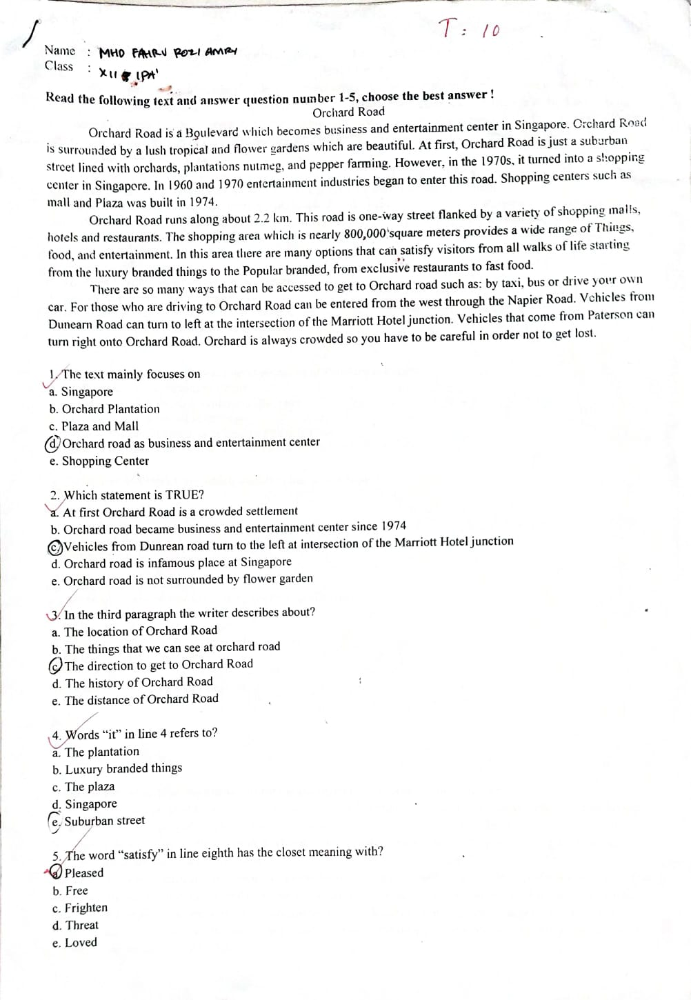 T: 10
Name : MHD FAHRU ROZI AMRY
Class : XII IPA'
Read the following text and answer question number 1-5, choose the best answer !
Orchard Road
Orchard Road is a Boulevard which becomes business and entertainment center in Singapore. Orchard Road
is surrounded by a lush tropical and flower gardens which are beautiful. At first, Orchard Road is just a suburban
street lined with orchards, plantations nutmeg, and pepper farming. However, in the 1970s, it turned into a shopping
center in Singapore. In 1960 and 1970 entertainment industries began to enter this road. Shopping centers such as
mall and Plaza was built in 1974.
Orchard Road runs along about 2.2 km. This road is one-way street flanked by a variety of shopping malls,
hotels and restaurants. The shopping area which is nearly 800,000 square meters provides a wide range of Things,
food, and entertainment. In this area there are many options that can satisfy visitors from all walks of life starting
from the luxury branded things to the Popular branded, from exclusive restaurants to fast food.
There are so many ways that can be accessed to get to Orchard road such as: by taxi, bus or drive your own
car. For those who are driving to Orchard Road can be entered from the west through the Napier Road. Vehicles from
Dunearn Road can turn to left at the intersection of the Marriott Hotel junction. Vehicles that come from Paterson can
turn right onto Orchard Road. Orchard is always crowded so you have to be careful in order not to get lost.
1. The text mainly focuses on
a. Singapore
b. Orchard Plantation
c. Plaza and Mall
d. Orchard road as business and entertainment center
e. Shopping Center
2. Which statement is TRUE?
a. At first Orchard Road is a crowded settlement
b. Orchard road became business and entertainment center since 1974
c. Vehicles from Dunrean road turn to the left at intersection of the Marriott Hotel junction
d. Orchard road is infamous place at Singapore
e. Orchard road is not surrounded by flower garden
3. In the third paragraph the writer describes about?
a. The location of Orchard Road
b. The things that we can see at orchard road
c. The direction to get to Orchard Road
d. The history of Orchard Road
e. The distance of Orchard Road
4. Words “it” in line 4 refers to?
a. The plantation
b. Luxury branded things
c. The plaza
d. Singapore
e. Suburban street
5. The word “satisfy” in line eighth has the closet meaning with?
a. Pleased
b. Free
c. Frighten
d. Threat
e. Loved